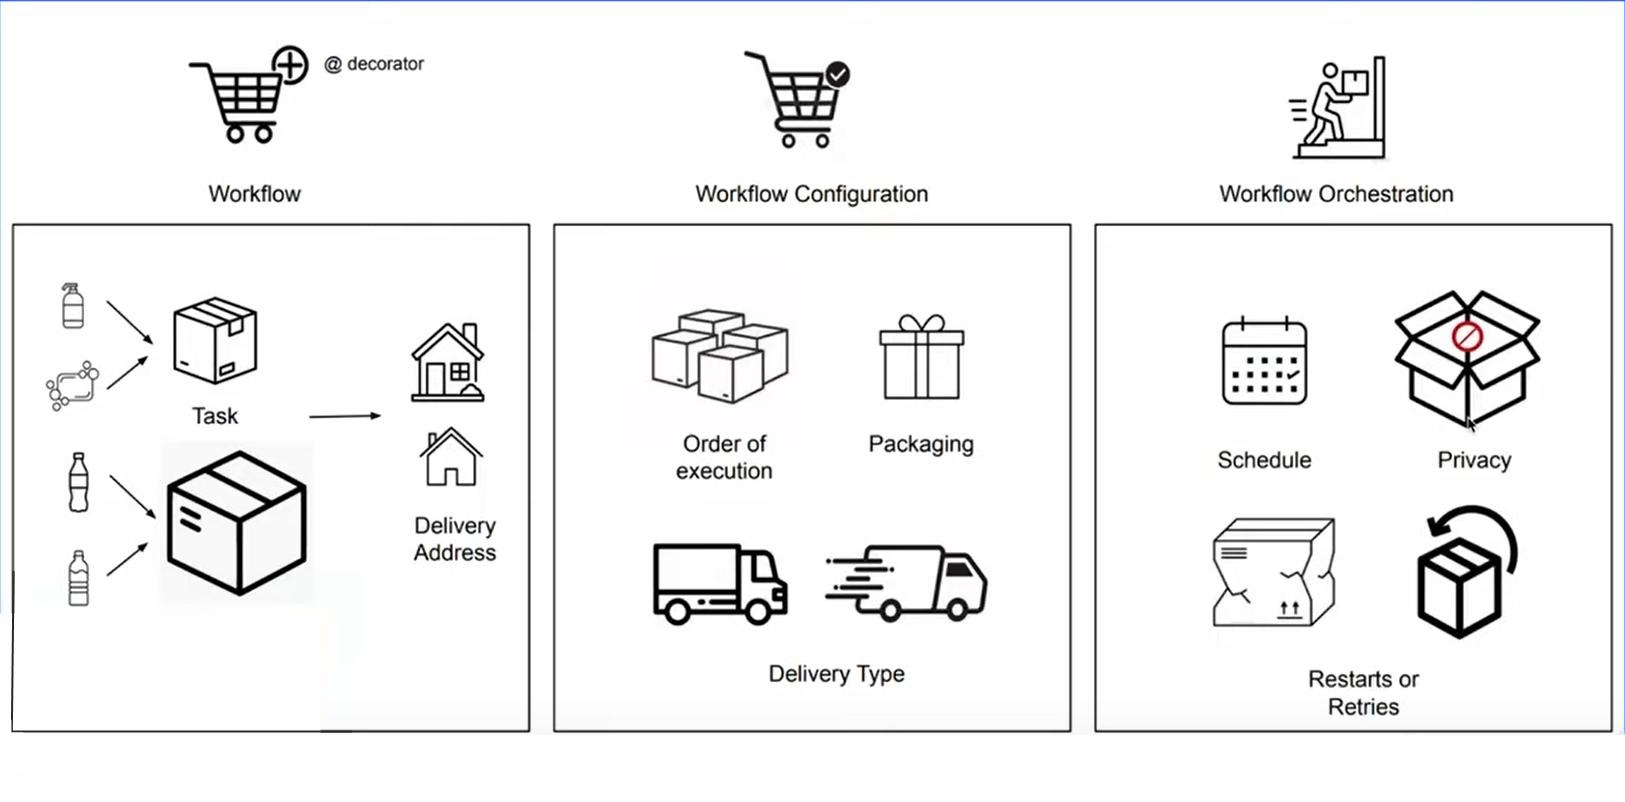 @ decorator
Workflow
Task
Delivery
Address
Workflow Configuration
Order of
execution
Packaging
Delivery Type
Workflow Orchestration
Schedule
Privacy
Restarts or
Retries